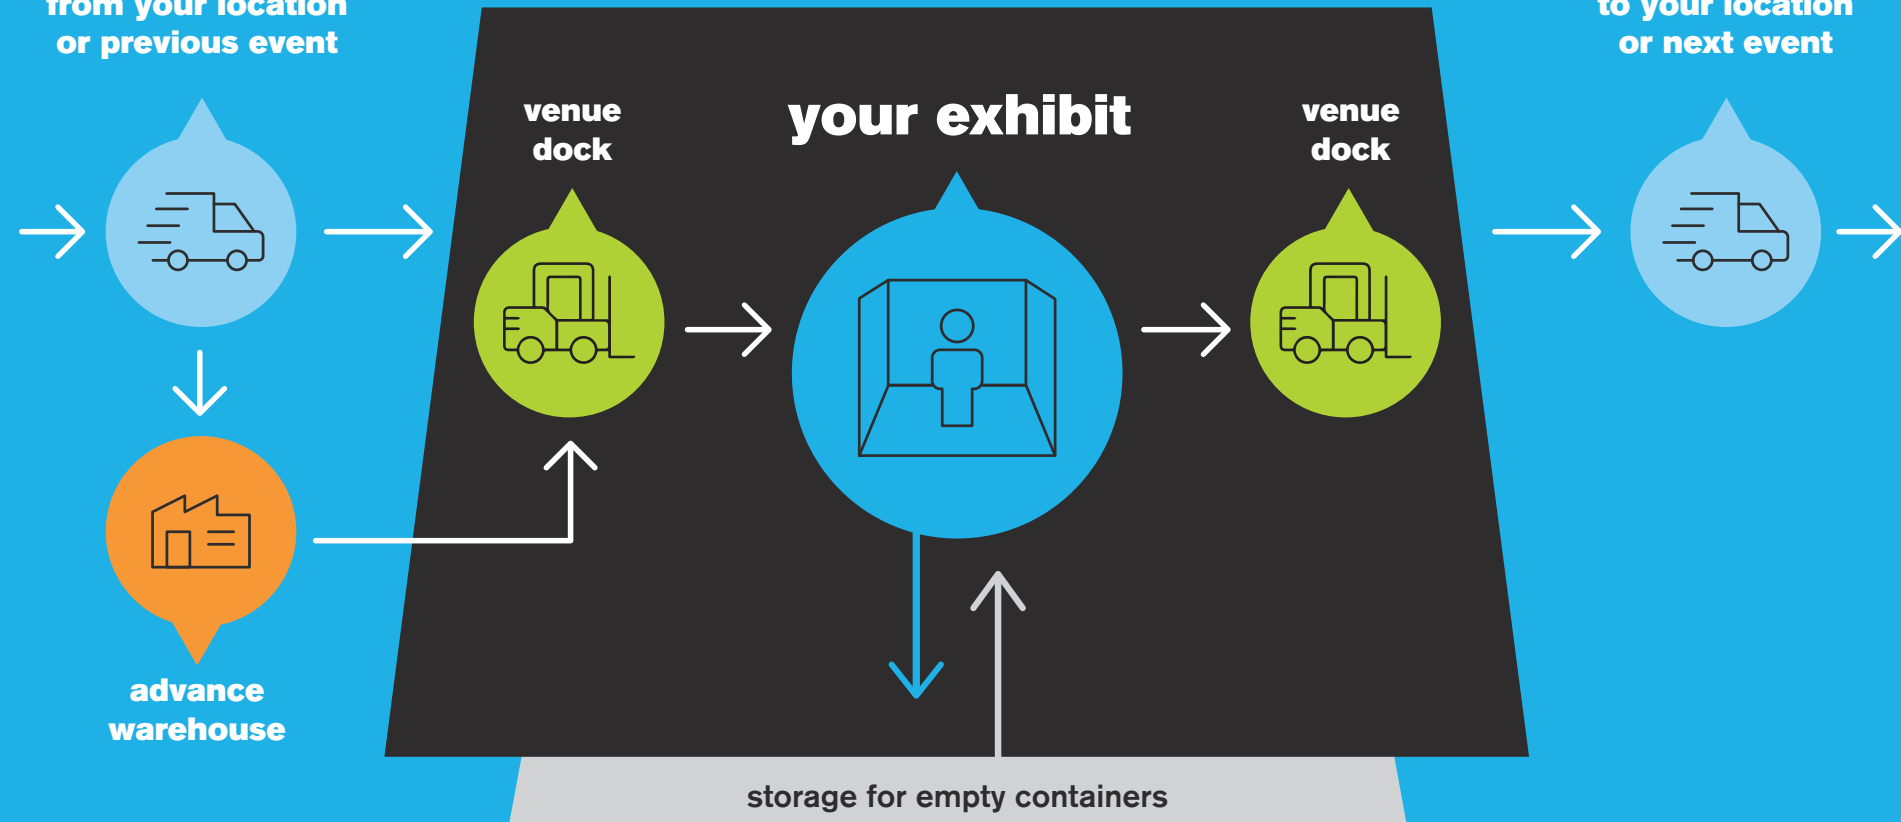 from your location
or previous event
venue
dock
your exhibit
venue
dock
to your location
or next event
advance
warehouse
storage for empty containers